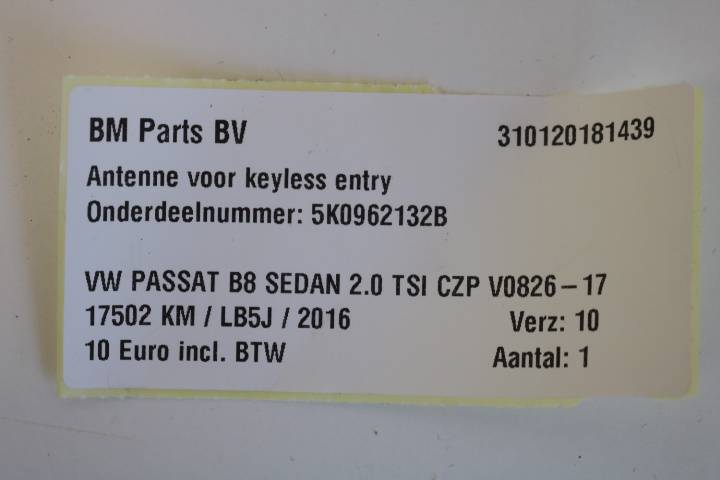 BM Parts BV 310120181439
Antenne voor keyless entry
Onderdeelnummer: 5K0962132B
VW PASSAT B8 SEDAN 2.0 TSI CZP V0826-17
17502 KM / LB5J / 2016 Verz: 10
10 Euro incl. BTW Aantal: 1